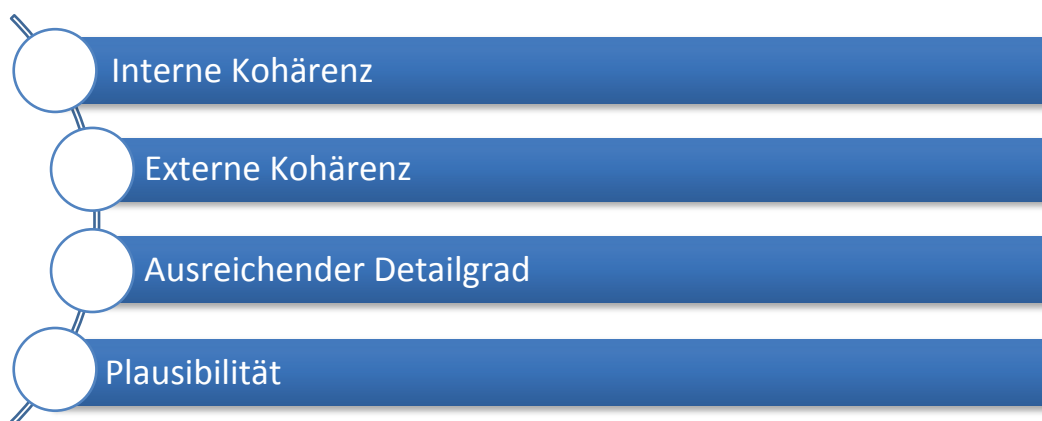 Interne Kohärenz
Externe Kohärenz
Ausreichender Detailgrad
Plausibilität